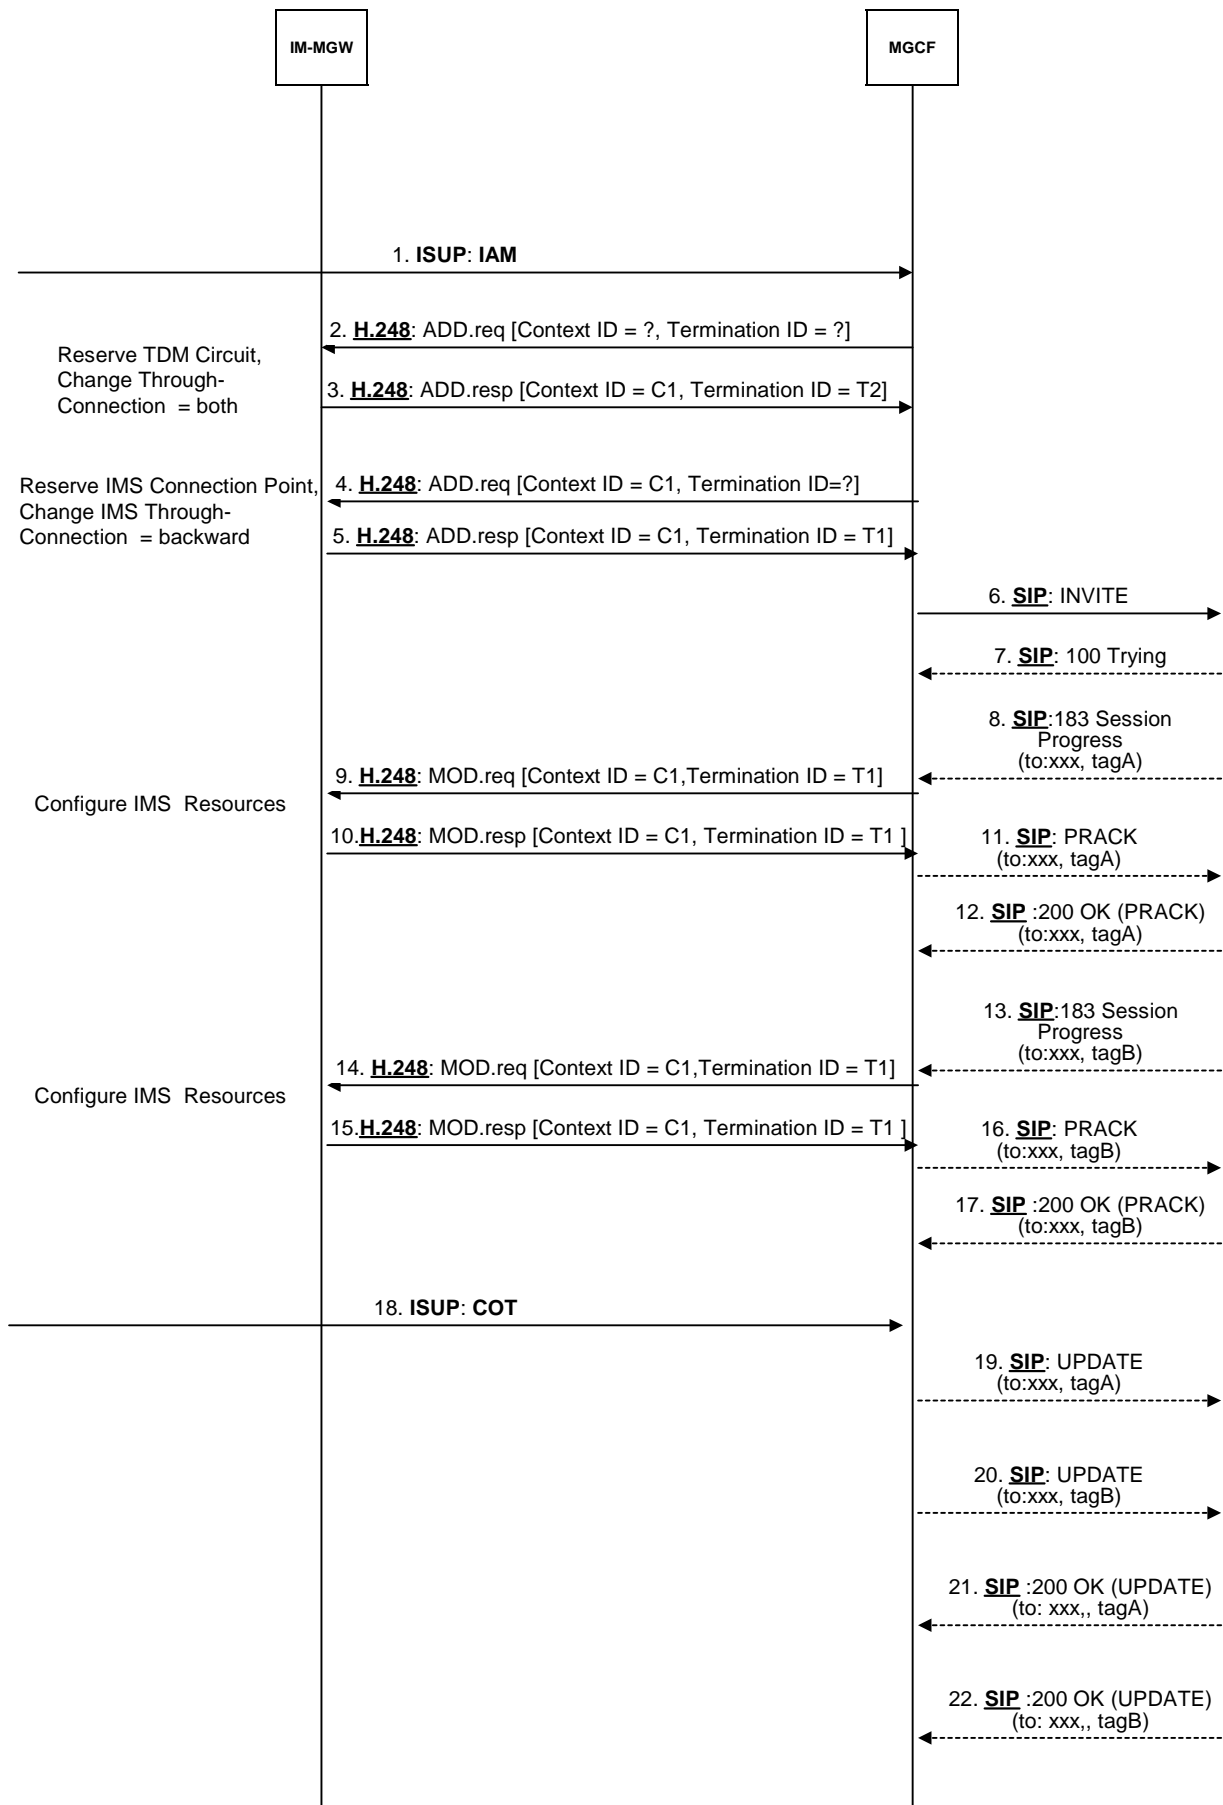 IM-MGW
MGCF
1. ISUP: IAM
2. H.248: ADD.req [Context ID = ?, Termination ID = ?]
Reserve TDM Circuit,
Change Through-
Connection = both
3. H.248: ADD.resp [Context ID = C1, Termination ID = T2]
Reserve IMS Connection Point,
Change IMS Through-
Connection = backward
4. H.248: ADD.req [Context ID = C1, Termination ID=?]
5. H.248: ADD.resp [Context ID = C1, Termination ID = T1]
6. SIP: INVITE
7. SIP: 100 Trying
8. SIP:183 Session
Progress
(to:xxx, tagA)
9. H.248: MOD.req [Context ID = C1,Termination ID = T1]
Configure IMS Resources
10.H.248: MOD.resp [Context ID = C1, Termination ID = T1 ]
11. SIP: PRACK
(to:xxx, tagA)
12. SIP :200 OK (PRACK)
(to:xxx, tagA)
13. SIP:183 Session
Progress
(to:xxx, tagB)
14. H.248: MOD.req [Context ID = C1,Termination ID = T1]
Configure IMS Resources
15.H.248: MOD.resp [Context ID = C1, Termination ID = T1 ]
16. SIP: PRACK
(to:xxx, tagB)
17. SIP :200 OK (PRACK)
(to:xxx, tagB)
18. ISUP: COT
19. SIP: UPDATE
(to:xxx, tagA)
20. SIP: UPDATE
(to:xxx, tagB)
21. SIP :200 OK (UPDATE)
(to: xxx,, tagA)
22. SIP :200 OK (UPDATE)
(to: xxx,, tagB)